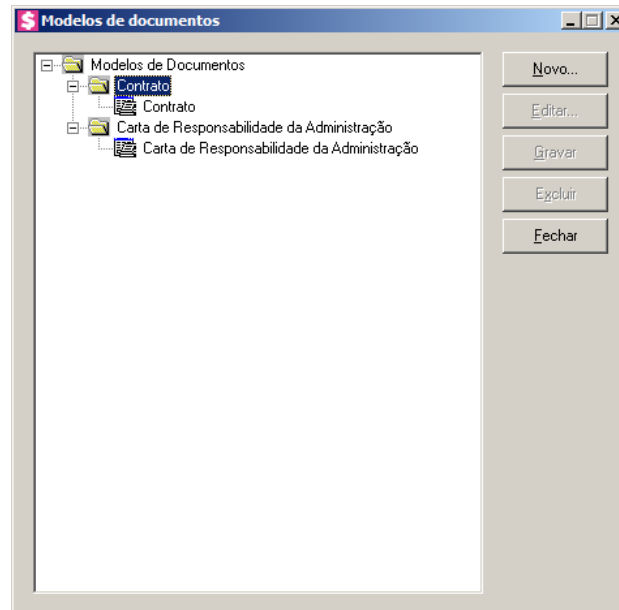 Modelos de documentos
Modelos de Documentos
Contrato
Contrato
Carta de Responsabilidade da Administração
Carta de Responsabilidade da Administração
Novo...
Editar...
Gravar
Excluir
Fechar